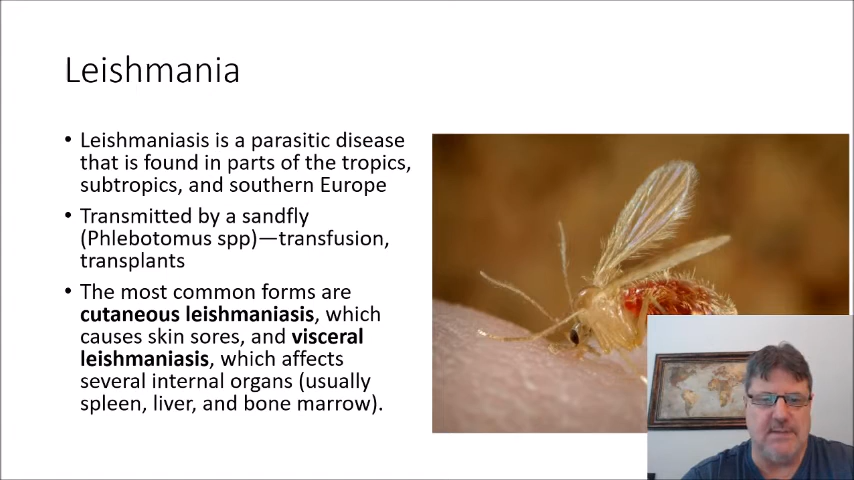 Leishmania
• Leishmaniasis is a parasitic disease
that is found in parts of the tropics,
subtropics, and southern Europe
• Transmitted by a sandfly
(Phlebotomus spp)—transfusion,
transplants
• The most common forms are
cutaneous leishmaniasis, which
causes skin sores, and visceral
leishmaniasis, which affects
several internal organs (usually
spleen, liver, and bone marrow).